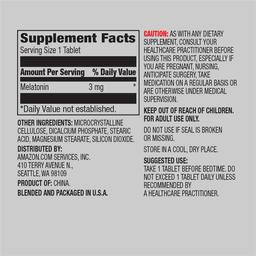 Supplement Facts
Serving Size 1 Tablet
Amount Per Serving % Daily Value
Melatonin 3 mg *
*Daily Value not established.
OTHER INGREDIENTS: MICROCRYSTALLINE
CELLULOSE, DICALCIUM PHOSPHATE, STEARIC
ACID, MAGNESIUM STEARATE, SILICON DIOXIDE.
DISTRIBUTED BY:
AMAZON.COM SERVICES, INC.
410 TERRY AVENUE N.,
SEATTLE, WA 98109
PRODUCT OF: CHINA.
BLENDED AND PACKAGED IN U.S.A.
CAUTION: AS WITH ANY DIETARY
SUPPLEMENT, CONSULT YOUR
HEALTHCARE PRACTITIONER BEFORE
USING THIS PRODUCT, ESPECIALLY IF
YOU ARE PREGNANT, NURSING,
ANTICIPATE SURGERY, TAKE
MEDICATION ON A REGULAR BASIS OR
ARE OTHERWISE UNDER MEDICAL
SUPERVISION.
KEEP OUT OF REACH OF CHILDREN.
FOR ADULT USE ONLY.
DO NOT USE IF SEAL IS BROKEN
OR MISSING.
STORE IN A COOL, DRY PLACE.
SUGGESTED USE:
TAKE 1 TABLET BEFORE BEDTIME. DO
NOT EXCEED 1 TABLET DAILY UNLESS
RECOMMENDED BY
A HEALTHCARE PRACTITIONER.